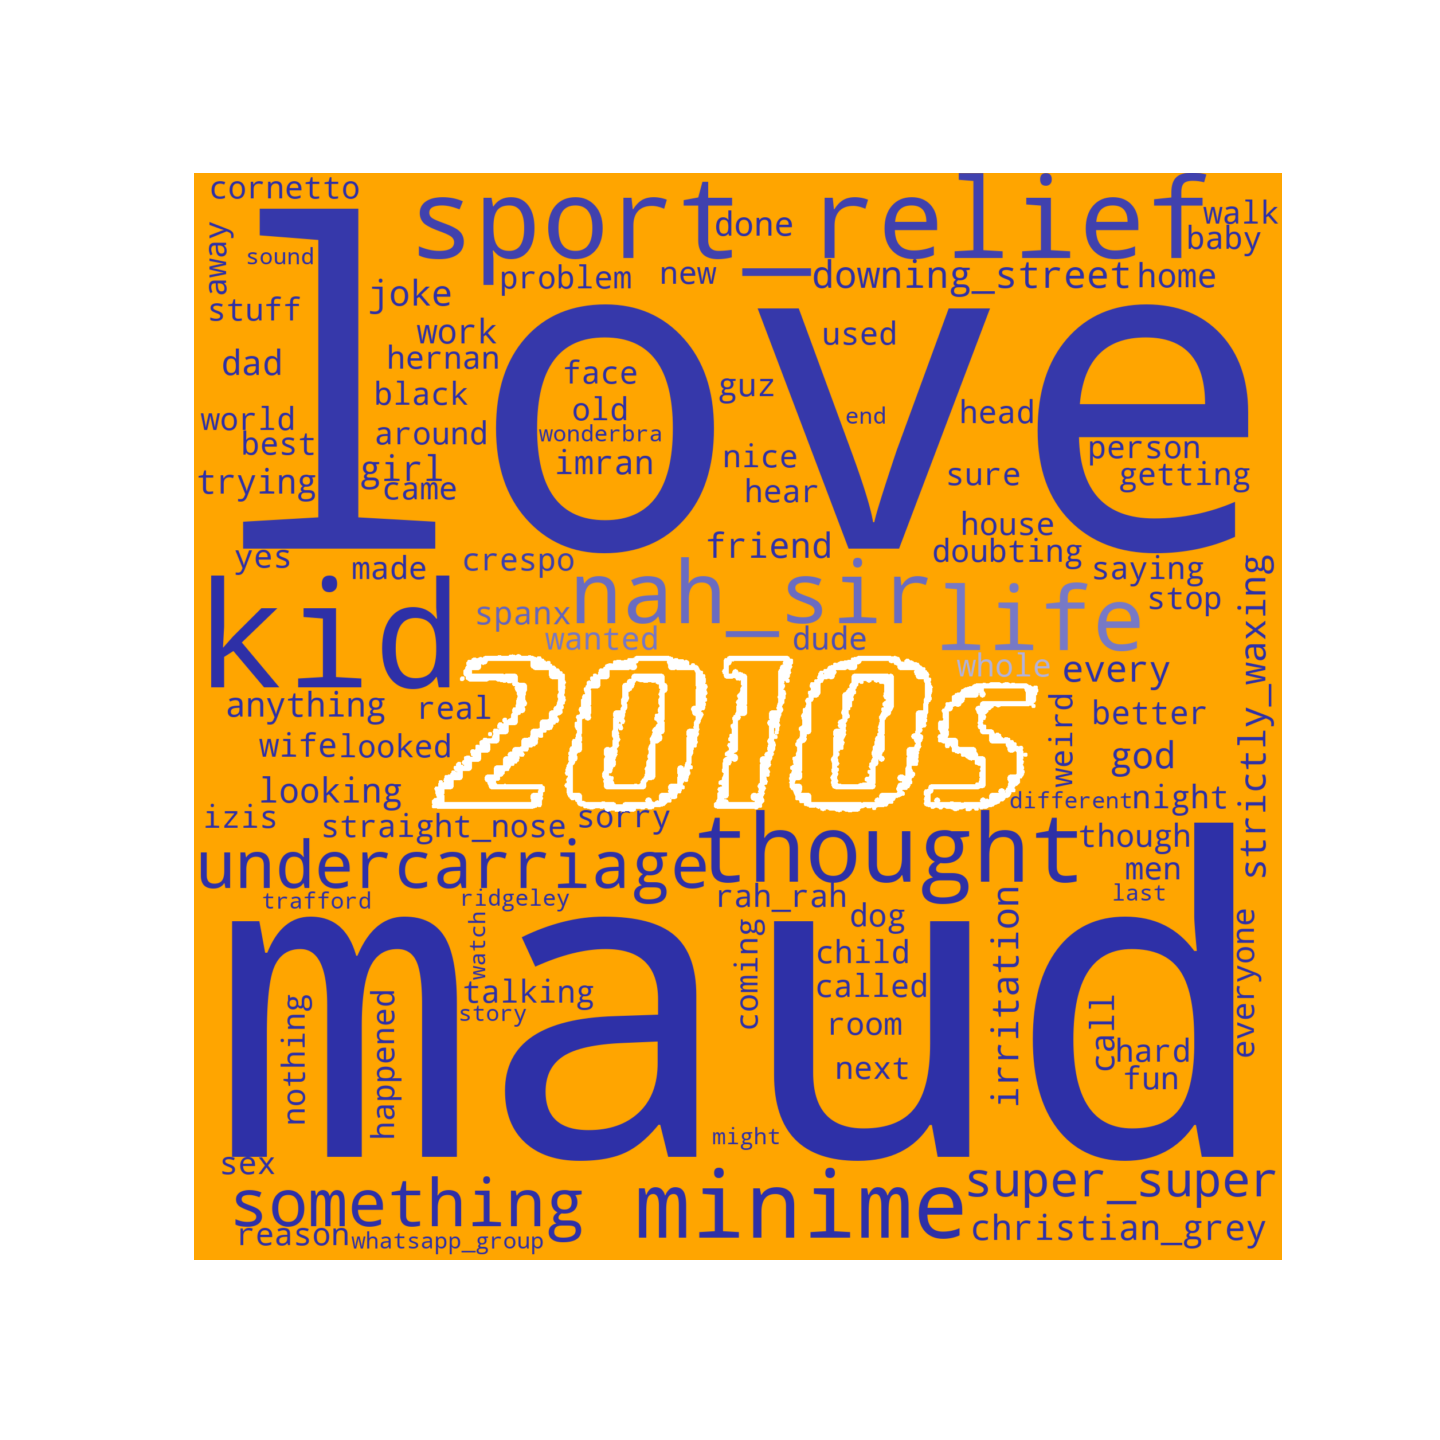 cornetto
sport_relief
walk
baby
done
away
sound
problem
new
downing_street
home
love
stuff
joke
work
used
hernan
dad
face
black
guz
old
end
head
world
wonderbra
around
best
person
nice
imran
girl
sure
getting
trying
came
hear
house
friend
doubting
yes
made
crespo
saying
strictly_waxing
nah_sir
life
stop
kid
spanx
wanted
dude
whole
every
2010s
anything
real
better
weird
wife
looked
god
looking
different
night
izis
straight_nose
sorry
thought
though
undercarriage
men
trafford
ridgeley
rah_rah
last
maud
dog
watch
coming
child
irritation
everyone
talking
called
story
room
nothing
happened
call
hard
next
fun
might
sex
something
minime
super_super
reason
whatsapp_group
christian_grey